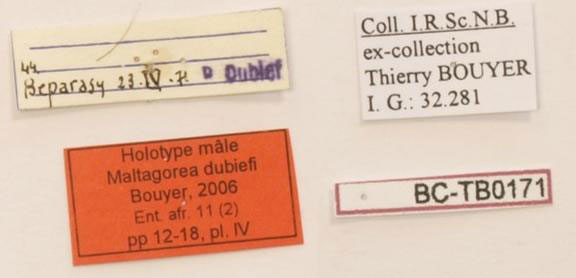 44
Beparasy 23.IV.71 P Dubief
Coll. I.R.Sc.N.B.
ex-collection
Thierry BOUYER
I. G.: 32.281
Holotype mâle
Maltagorea dubiefi
Bouyer, 2006
Ent. afr. 11 (2)
pp 12-18, pl. IV
BC-TB0171